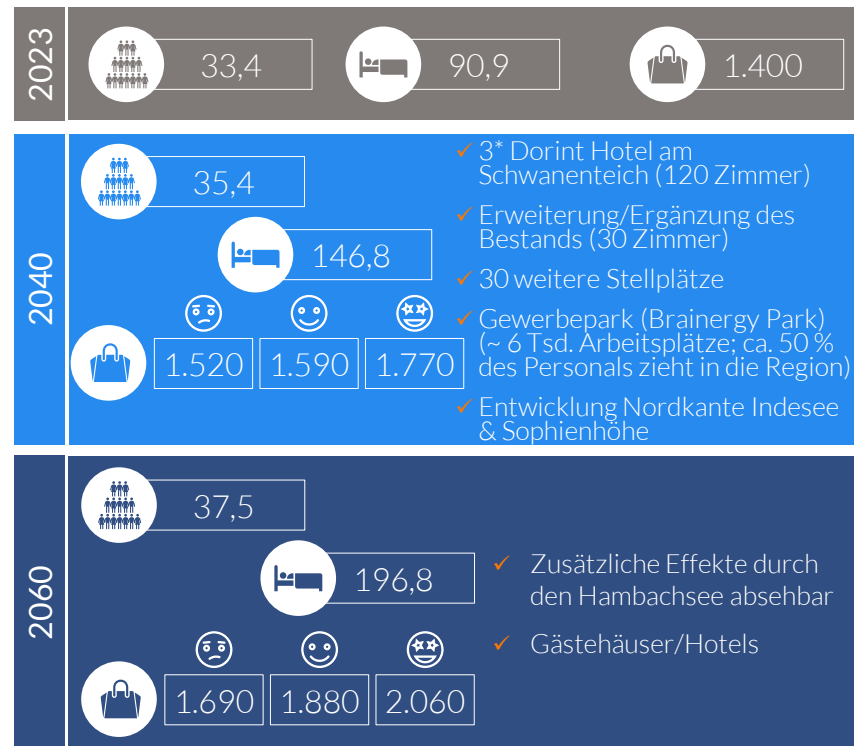 2023
33,4
90,9
1.400
2040
35,4
146,8
1.520
1.590
1.770
✓ 3* Dorint Hotel am
Schwanenteich (120 Zimmer)
✓ Erweiterung/Ergänzung des
Bestands (30 Zimmer)
✓ 30 weitere Stellplätze
✓ Gewerbepark (Brainergy Park)
(~ 6 Tsd. Arbeitsplätze; ca. 50 %
des Personals zieht in die Region)
✓ Entwicklung Nordkante Indesee
& Sophienhöhe
2060
37,5
196,8
1.690
1.880
2.060
✓ Zusätzliche Effekte durch
den Hambachsee absehbar
✓ Gästehäuser/Hotels